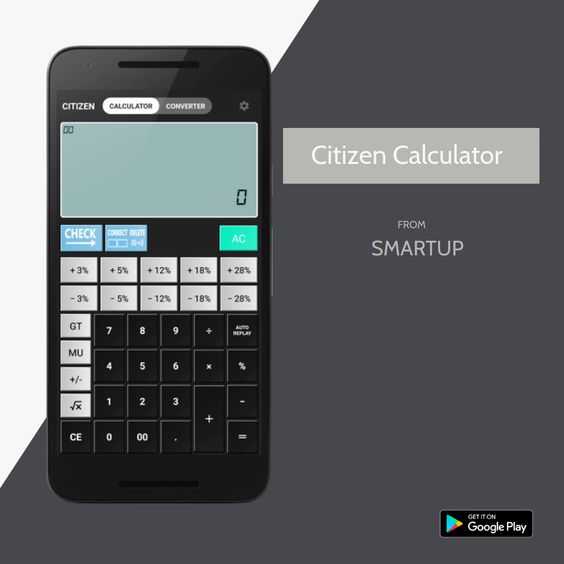 CITIZEN CALCULATOR CONVERTER
00
0
CHECK CORRECT DELETE
00→0
AC
+ 3% + 5% + 12% + 18% + 28%
− 3% − 5% − 12% − 18% − 28%
GT 7 8 9 ÷ AUTO REPLAY
MU 4 5 6 × %
+/- 1 2 3 + −
√x
CE 0 00 . =
Citizen Calculator
FROM
SMARTUP
GET IT ON
Google Play